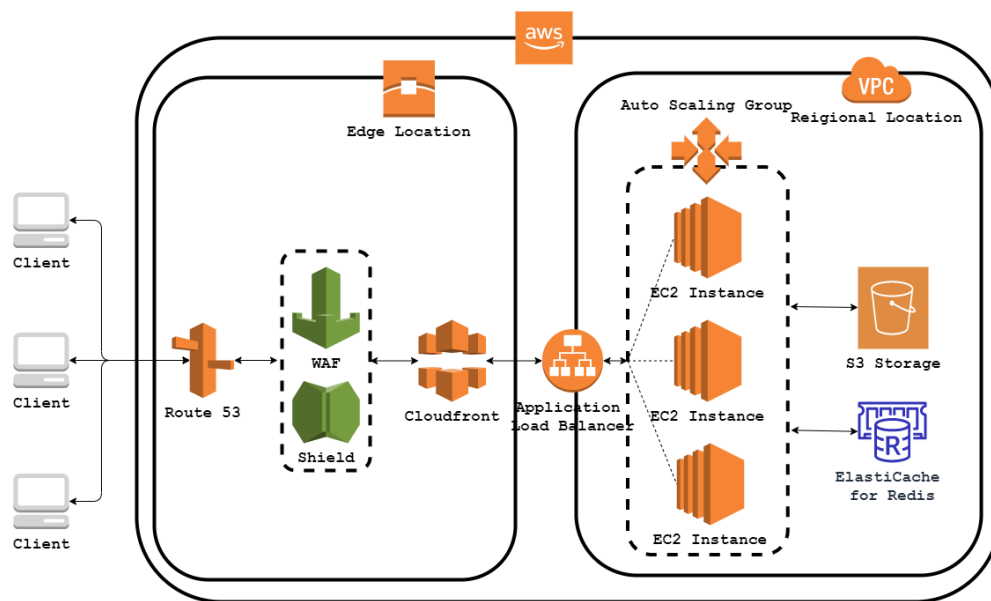 aws
Edge Location
VPC
Reigional Location
Auto Scaling Group
Client
Client
Client
Route 53
WAF
Shield
Cloudfront
Application
Load Balancer
EC2 Instance
EC2 Instance
EC2 Instance
S3 Storage
R
ElastiCache
for Redis